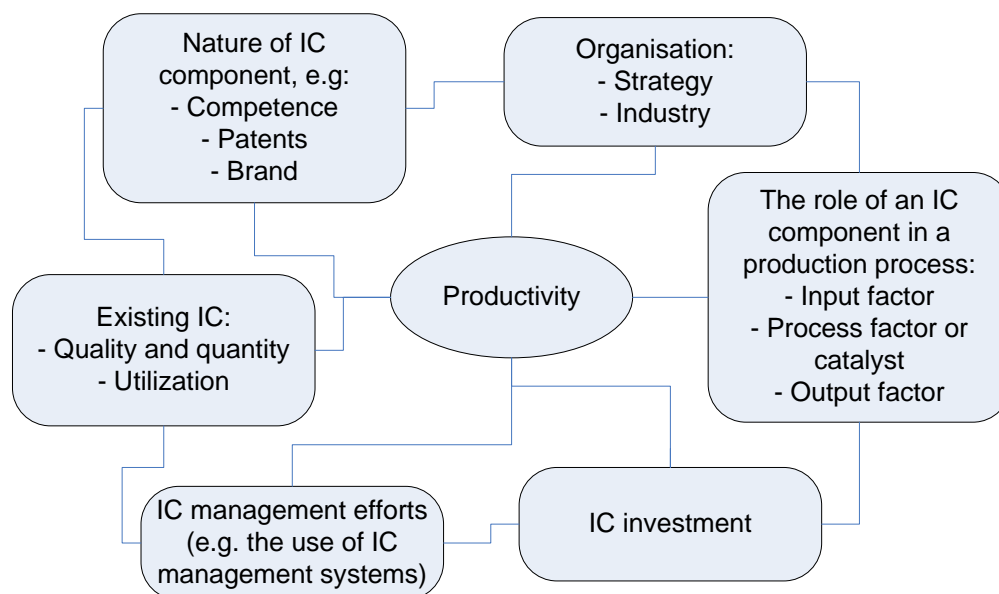 Nature of IC
component, e.g:
- Competence
- Patents
- Brand
Organisation:
- Strategy
- Industry
The role of an IC
component in a
production process:
- Input factor
- Process factor or
catalyst
- Output factor
Productivity
Existing IC:
- Quality and quantity
- Utilization
IC management efforts
(e.g. the use of IC
management systems)
IC investment